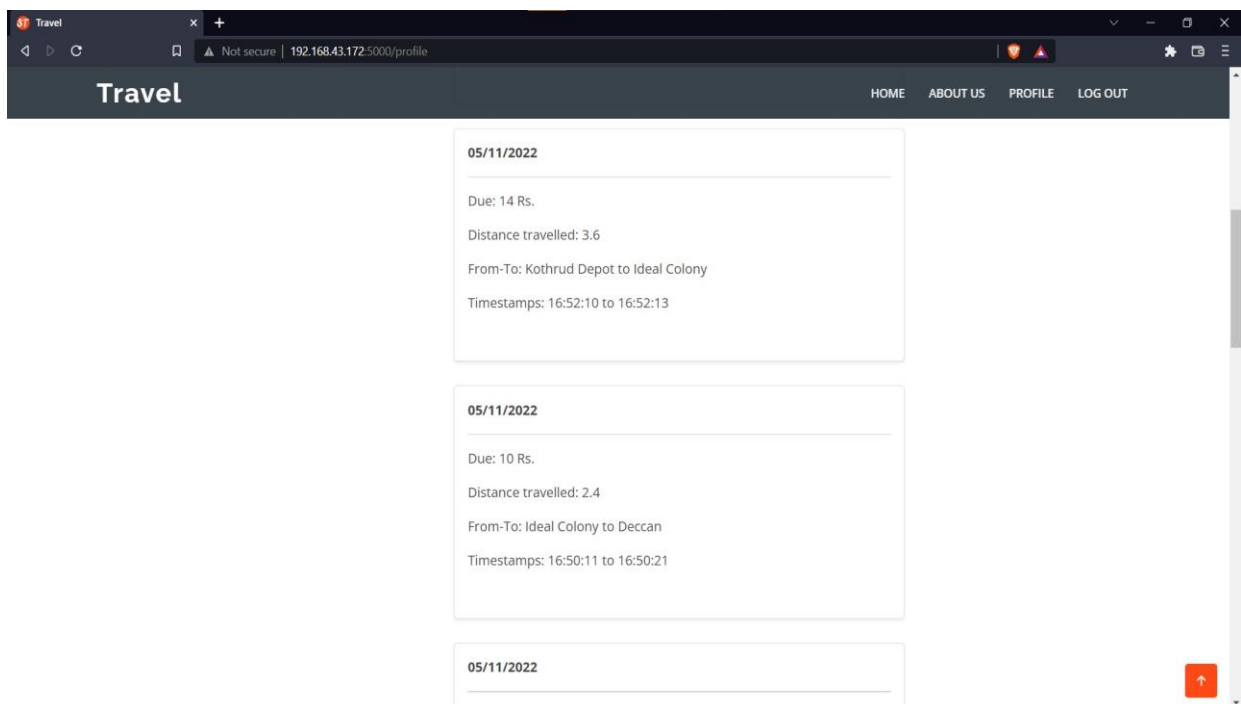 Travel
Not secure | 192.168.43.172:5000/profile
Travel
HOME ABOUT US PROFILE LOG OUT
05/11/2022
Due: 14 Rs.
Distance travelled: 3.6
From-To: Kothrud Depot to Ideal Colony
Timestamps: 16:52:10 to 16:52:13
05/11/2022
Due: 10 Rs.
Distance travelled: 2.4
From-To: Ideal Colony to Deccan
Timestamps: 16:50:11 to 16:50:21
05/11/2022